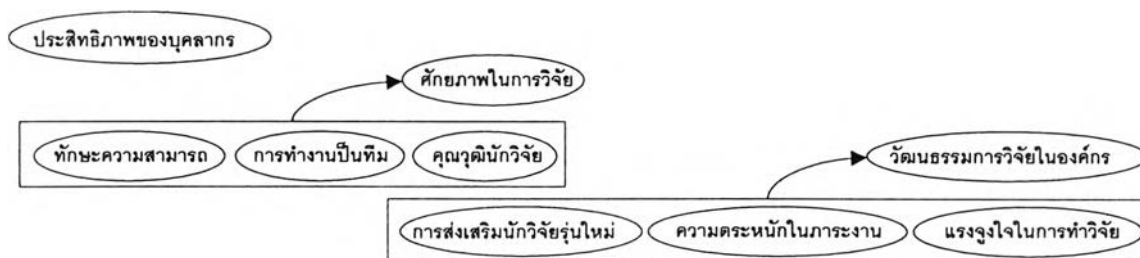 ประสิทธิภาพของบุคลากร
ศักยภาพในการวิจัย
ทักษะความสามารถ การทำงานป็นทีม คุณวุฒินักวิจัย
วัฒนธรรมการวิจัยในองค์กร
การส่งเสริมนักวิจัยรุ่นใหม่ ความตระหนักในภาระงาน แรงจูงใจในการทำวิจัย